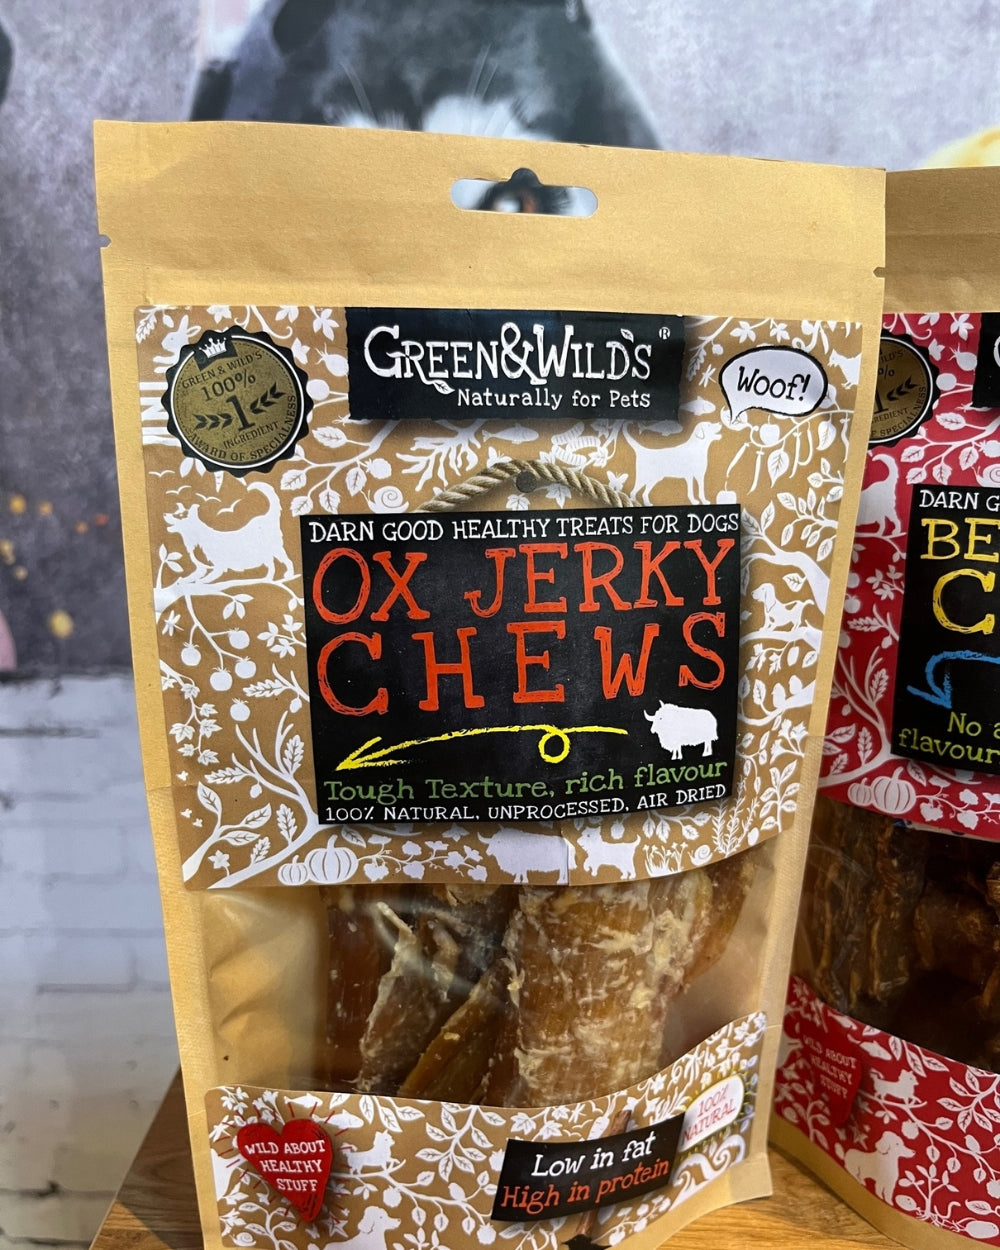 GREEN&WILD'S ®
Naturally for Pets
Woof!
GREEN & WILD'S
100%
1
INGREDIENT
AWARD OF SPECIALNESS
DARN GOOD HEALTHY TREATS FOR DOGS
OX JERKY
CHEWS
Tough Texture, rich flavour
100% NATURAL, UNPROCESSED, AIR DRIED
WILD ABOUT
HEALTHY
STUFF
Low in fat
High in protein
100%
NATURAL
DARN G
BE
C
No
flavour
WILD ABOUT
HEALTHY
STUFF